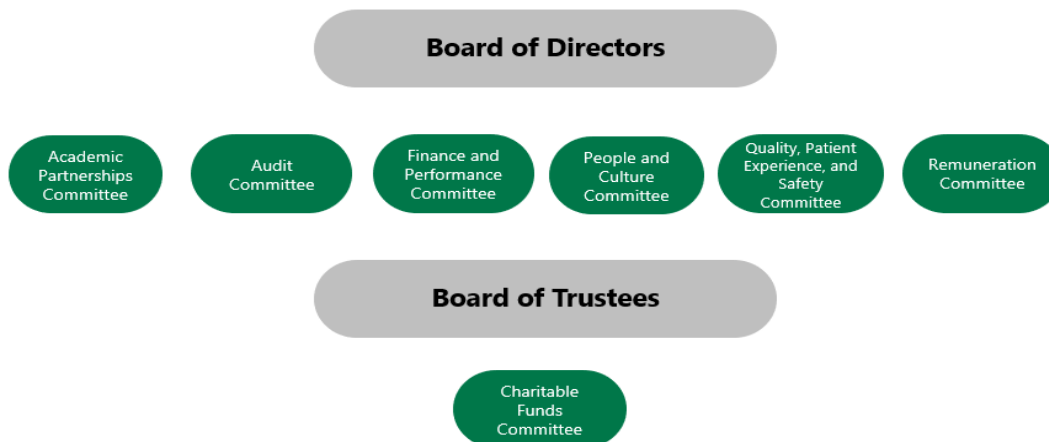 Board of Directors
Academic
Partnerships
Committee
Audit
Committee
Finance and
Performance
Committee
People and
Culture
Committee
Quality, Patient
Experience, and
Safety
Committee
Remuneration
Committee
Board of Trustees
Charitable
Funds
Committee